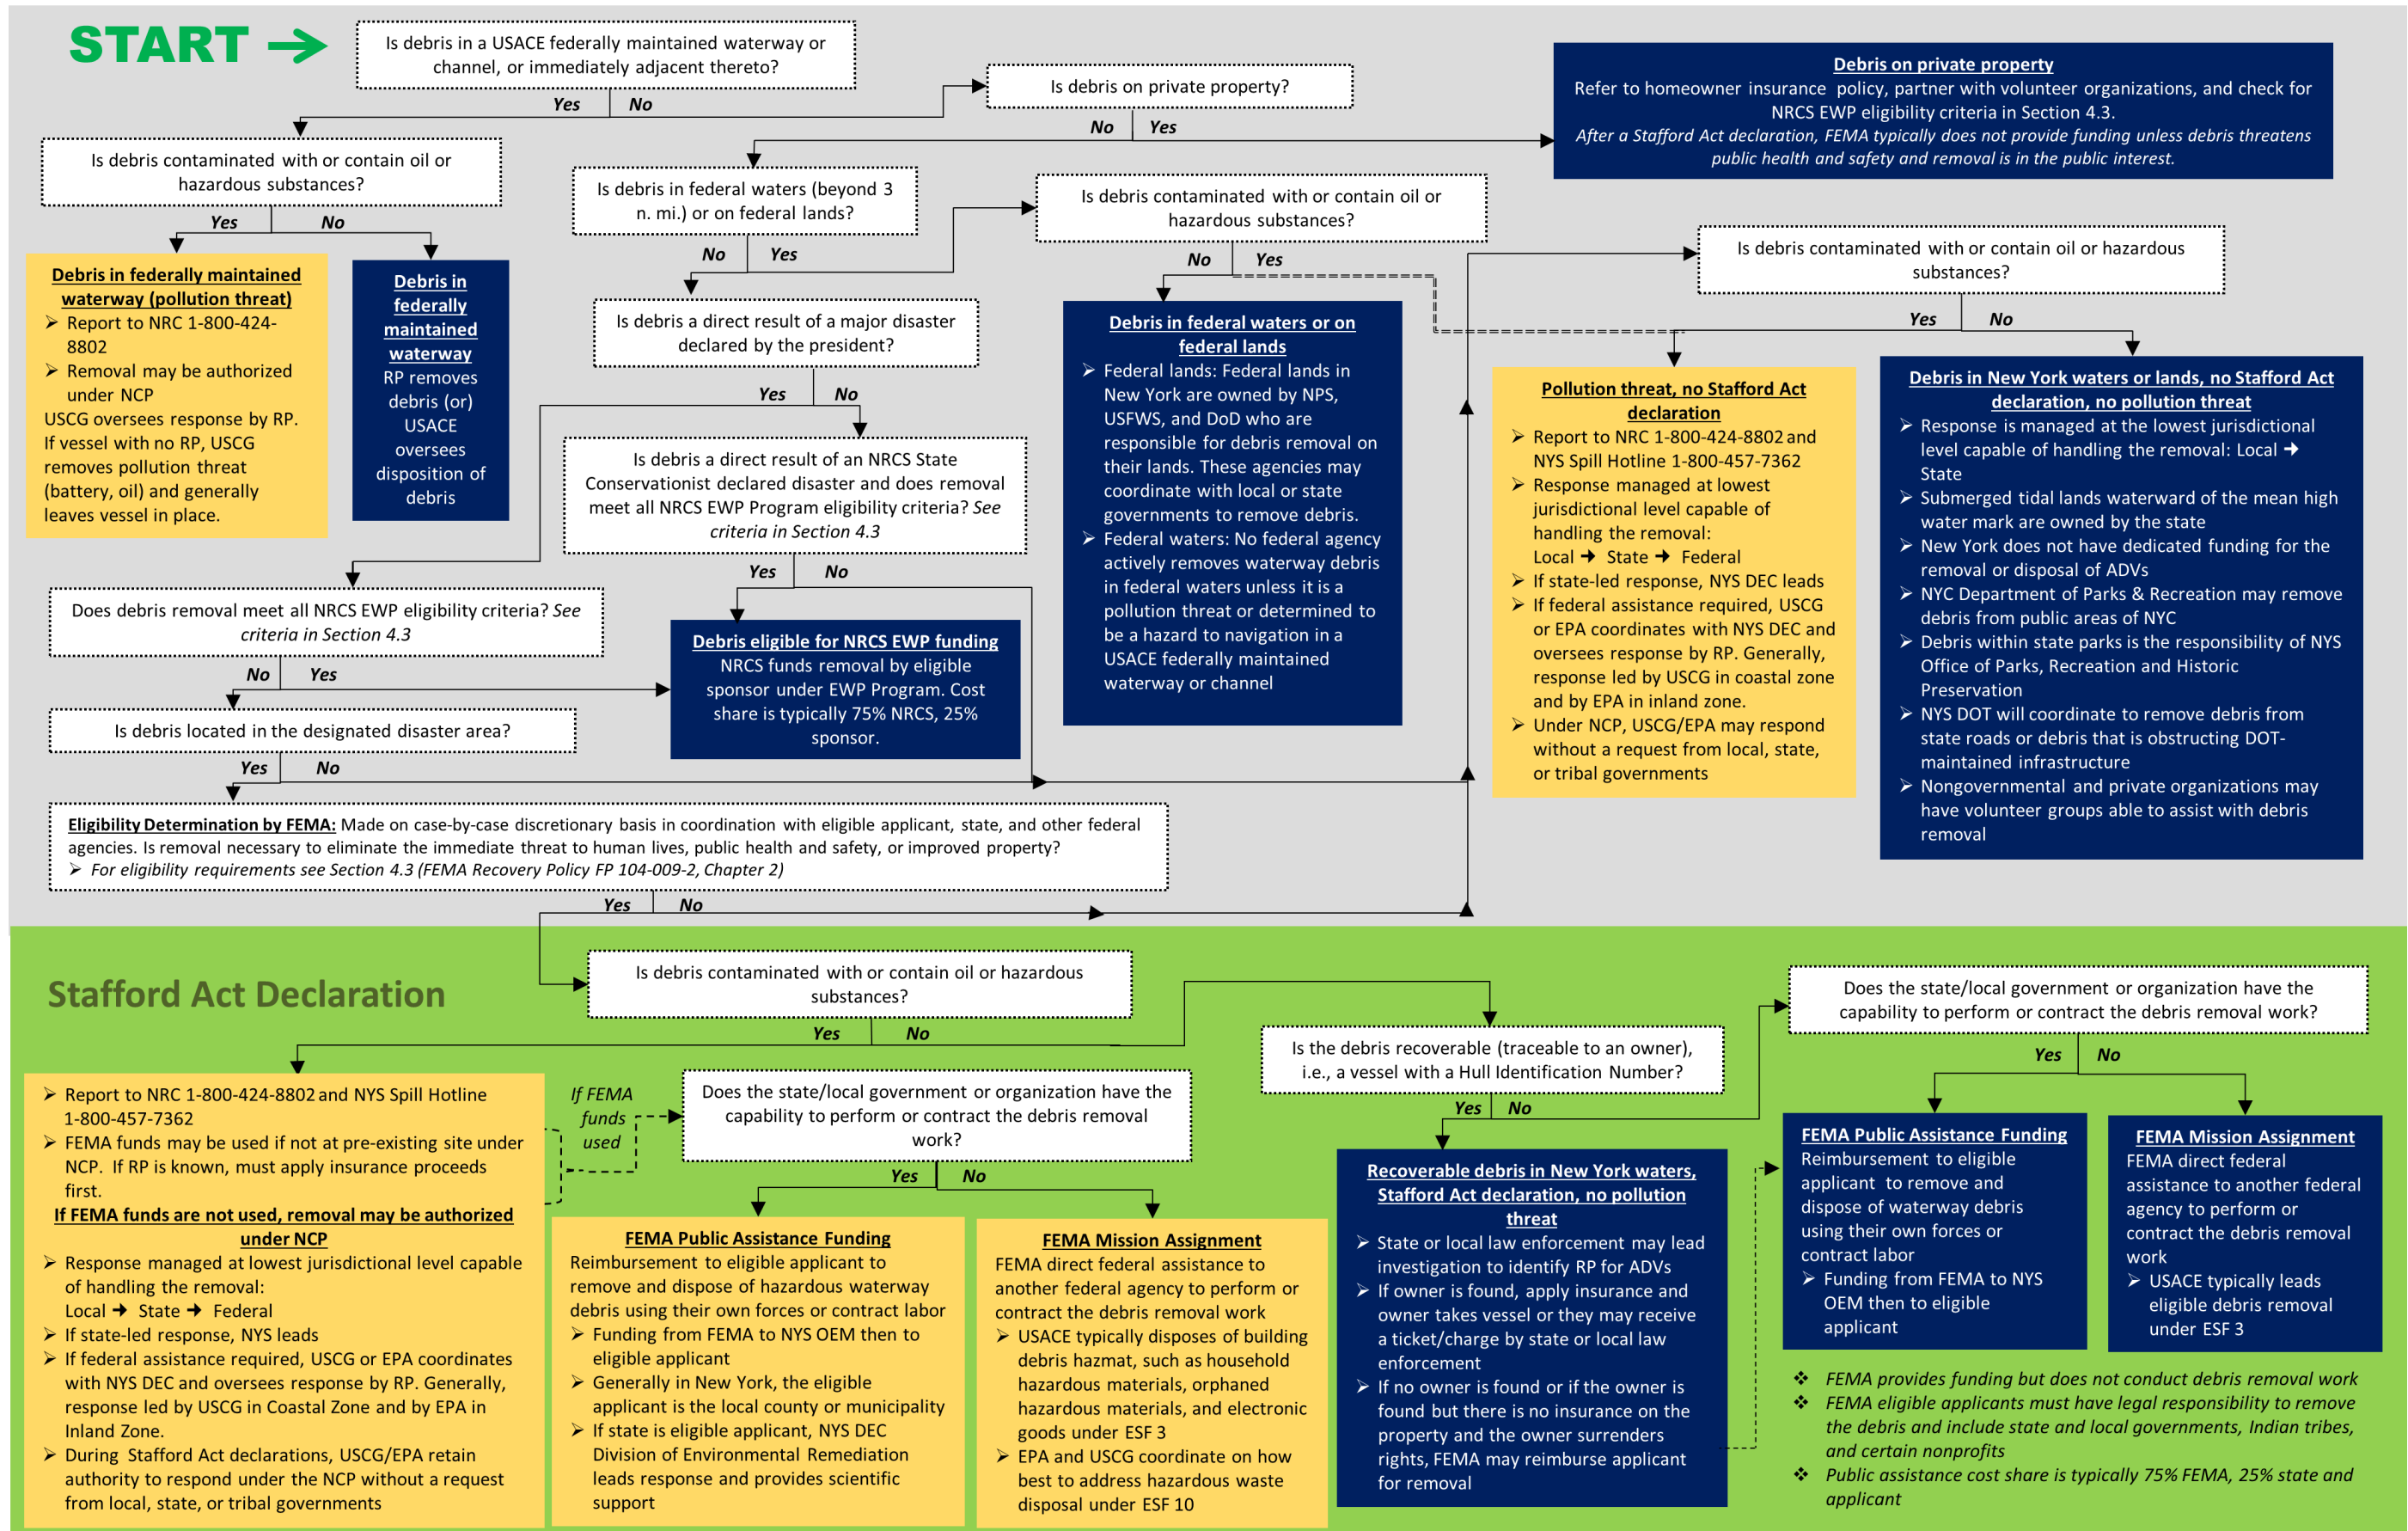 START
Is debris in a USACE federally maintained waterway or
channel, or immediately adjacent thereto?
Yes
No
Is debris on private property?
No
Yes
Debris on private property
Refer to homeowner insurance policy, partner with volunteer organizations, and check for
NRCS EWP eligibility criteria in Section 4.3.
After a Stafford Act declaration, FEMA typically does not provide funding unless debris threatens
public health and safety and removal is in the public interest.
Is debris contaminated with or contain oil or
hazardous substances?
Yes
No
Debris in federally maintained
waterway (pollution threat)
➢ Report to NRC 1-800-424-
8802
➢ Removal may be authorized
under NCP
USCG oversees response by RP.
If vessel with no RP, USCG
removes pollution threat
(battery, oil) and generally
leaves vessel in place.
Debris in
federally
maintained
waterway
RP removes
debris (or)
USACE
oversees
disposition of
debris
Is debris in federal waters (beyond 3
n. mi.) or on federal lands?
No
Yes
Is debris contaminated with or contain oil or
hazardous substances?
No
Yes
Debris in federal waters or on
federal lands
➢ Federal lands: Federal lands in
New York are owned by NPS,
USFWS, and DoD who are
responsible for debris removal on
their lands. These agencies may
coordinate with local or state
governments to remove debris.
➢ Federal waters: No federal agency
actively removes waterway debris
in federal waters unless it is a
pollution threat or determined to
be a hazard to navigation in a
USACE federally maintained
waterway or channel
Is debris contaminated with or contain oil or hazardous
substances?
Yes
No
Pollution threat, no Stafford Act
declaration
➢ Report to NRC 1-800-424-8802 and
NYS Spill Hotline 1-800-457-7362
➢ Response managed at lowest
jurisdictional level capable of
handling the removal:
Local → State → Federal
➢ If state-led response, NYS DEC leads
➢ If federal assistance required, USCG
or EPA coordinates with NYS DEC and
oversees response by RP. Generally,
response led by USCG in coastal zone
and by EPA in inland zone.
➢ Under NCP, USCG/EPA may respond
without a request from local, state,
or tribal governments
Debris in New York waters or lands, no Stafford Act
declaration, no pollution threat
➢ Response is managed at the lowest jurisdictional
level capable of handling the removal: Local →
State
➢ Submerged tidal lands waterward of the mean high
water mark are owned by the state
➢ New York does not have dedicated funding for the
removal or disposal of ADVs
➢ NYC Department of Parks & Recreation may remove
debris from public areas of NYC
➢ Debris within state parks is the responsibility of NYS
Office of Parks, Recreation and Historic
Preservation
➢ NYS DOT will coordinate to remove debris from
state roads or debris that is obstructing DOT-
maintained infrastructure
➢ Nongovernmental and private organizations may
have volunteer groups able to assist with debris
removal
Is debris a direct result of a major disaster
declared by the president?
Yes
No
Is debris a direct result of an NRCS State
Conservationist declared disaster and does removal
meet all NRCS EWP Program eligibility criteria? See
criteria in Section 4.3
Yes
No
Does debris removal meet all NRCS EWP eligibility criteria? See
criteria in Section 4.3
No
Yes
Debris eligible for NRCS EWP funding
NRCS funds removal by eligible
sponsor under EWP Program. Cost
share is typically 75% NRCS, 25%
sponsor.
Is debris located in the designated disaster area?
Yes
No
Eligibility Determination by FEMA: Made on case-by-case discretionary basis in coordination with eligible applicant, state, and other federal
agencies. Is removal necessary to eliminate the immediate threat to human lives, public health and safety, or improved property?
➢ For eligibility requirements see Section 4.3 (FEMA Recovery Policy FP 104-009-2, Chapter 2)
Yes
No
Stafford Act Declaration
Is debris contaminated with or contain oil or hazardous
substances?
Yes
No
➢ Report to NRC 1-800-424-8802 and NYS Spill Hotline
1-800-457-7362
➢ FEMA funds may be used if not at pre-existing site under
NCP. If RP is known, must apply insurance proceeds
first.
If FEMA funds are not used, removal may be authorized
under NCP
➢ Response managed at lowest jurisdictional level capable
of handling the removal:
Local → State → Federal
➢ If state-led response, NYS leads
➢ If federal assistance required, USCG or EPA coordinates
with NYS DEC and oversees response by RP. Generally,
response led by USCG in Coastal Zone and by EPA in
Inland Zone.
➢ During Stafford Act declarations, USCG/EPA retain
authority to respond under the NCP without a request
from local, state, or tribal governments
If FEMA
funds
used
Does the state/local government or organization have the
capability to perform or contract the debris removal
work?
Yes
No
FEMA Public Assistance Funding
Reimbursement to eligible applicant to
remove and dispose of hazardous waterway
debris using their own forces or contract labor
➢ Funding from FEMA to NYS OEM then to
eligible applicant
➢ Generally in New York, the eligible
applicant is the local county or municipality
➢ If state is eligible applicant, NYS DEC
Division of Environmental Remediation
leads response and provides scientific
support
FEMA Mission Assignment
FEMA direct federal assistance to
another federal agency to perform or
contract the debris removal work
➢ USACE typically disposes of building
debris hazmat, such as household
hazardous materials, orphaned
hazardous materials, and electronic
goods under ESF 3
➢ EPA and USCG coordinate on how
best to address hazardous waste
disposal under ESF 10
Is the debris recoverable (traceable to an owner),
i.e., a vessel with a Hull Identification Number?
Yes
No
Recoverable debris in New York waters,
Stafford Act declaration, no pollution
threat
➢ State or local law enforcement may lead
investigation to identify RP for ADVs
➢ If owner is found, apply insurance and
owner takes vessel or they may receive
a ticket/charge by state or local law
enforcement
➢ If no owner is found or if the owner is
found but there is no insurance on the
property and the owner surrenders
rights, FEMA may reimburse applicant
for removal
Does the state/local government or organization have the
capability to perform or contract the debris removal work?
Yes
No
FEMA Public Assistance Funding
Reimbursement to eligible
applicant to remove and
dispose of waterway debris
using their own forces or
contract labor
➢ Funding from FEMA to NYS
OEM then to eligible
applicant
FEMA Mission Assignment
FEMA direct federal
assistance to another federal
agency to perform or
contract the debris removal
work
➢ USACE typically leads
eligible debris removal
under ESF 3
❖ FEMA provides funding but does not conduct debris removal work
❖ FEMA eligible applicants must have legal responsibility to remove
the debris and include state and local governments, Indian tribes,
and certain nonprofits
❖ Public assistance cost share is typically 75% FEMA, 25% state and
applicant